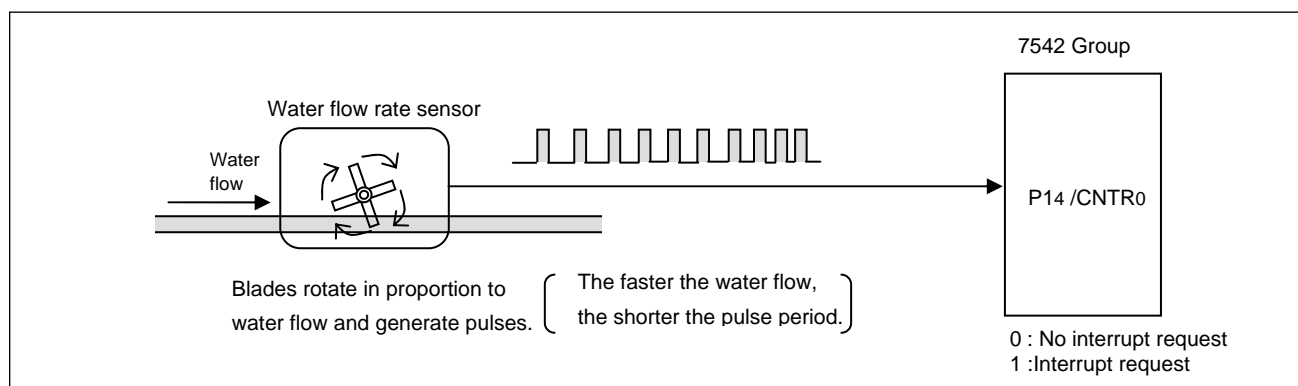 7542 Group
Water flow rate sensor
Water
flow
P14 /CNTR0
Blades rotate in proportion to
water flow and generate pulses.
The faster the water flow,
the shorter the pulse period.
0 : No interrupt request
1 :Interrupt request